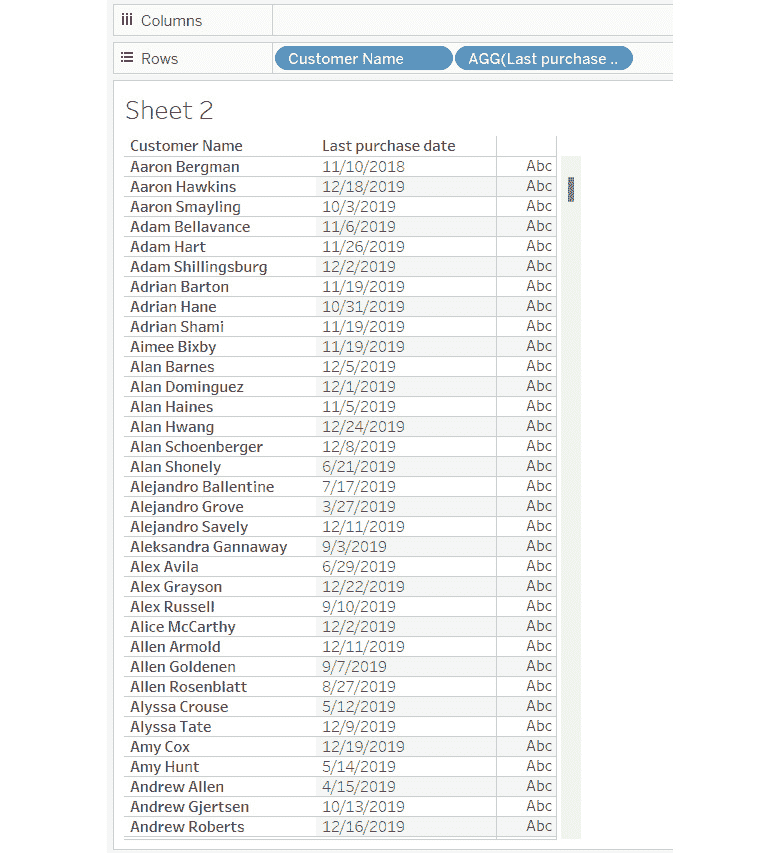 Columns
Rows Customer Name AGG(Last purchase ..
Sheet 2
Customer Name Last purchase date
Aaron Bergman 11/10/2018 Abc
Aaron Hawkins 12/18/2019 Abc
Aaron Smayling 10/3/2019 Abc
Adam Bellavance 11/6/2019 Abc
Adam Hart 11/26/2019 Abc
Adam Shillingsburg 12/2/2019 Abc
Adrian Barton 11/19/2019 Abc
Adrian Hane 10/31/2019 Abc
Adrian Shami 11/19/2019 Abc
Aimee Bixby 11/19/2019 Abc
Alan Barnes 12/5/2019 Abc
Alan Dominguez 12/1/2019 Abc
Alan Haines 11/5/2019 Abc
Alan Hwang 12/24/2019 Abc
Alan Schoenberger 12/8/2019 Abc
Alan Shonely 6/21/2019 Abc
Alejandro Ballentine 7/17/2019 Abc
Alejandro Grove 3/27/2019 Abc
Alejandro Savely 12/11/2019 Abc
Aleksandra Gannaway 9/3/2019 Abc
Alex Avila 6/29/2019 Abc
Alex Grayson 12/22/2019 Abc
Alex Russell 9/10/2019 Abc
Alice McCarthy 12/2/2019 Abc
Allen Armold 12/11/2019 Abc
Allen Goldenen 9/7/2019 Abc
Allen Rosenblatt 8/27/2019 Abc
Alyssa Crouse 5/12/2019 Abc
Alyssa Tate 12/9/2019 Abc
Amy Cox 12/19/2019 Abc
Amy Hunt 5/14/2019 Abc
Andrew Allen 4/15/2019 Abc
Andrew Gjertsen 10/13/2019 Abc
Andrew Roberts 12/16/2019 Abc